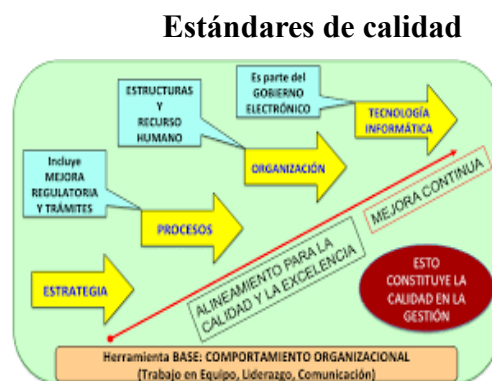 Estándares de calidad
Es parte del
GOBIERNO
ELECTRÓNICO
TECNOLOGÍA
INFORMÁTICA
ESTRUCTURAS
Y
RECURSO
HUMANO
ORGANIZACIÓN
Incluye
MEJORA
REGULATORIA
Y TRÁMITES
PROCESOS
ESTRATEGIA
ALINEAMIENTO PARA LA
CALIDAD Y LA EXCELENCIA
MEJORA CONTINUA
ESTO
CONSTITUYE LA
CALIDAD EN LA
GESTIÓN
Herramienta BASE: COMPORTAMIENTO ORGANIZACIONAL
(Trabajo en Equipo, Liderazgo, Comunicación)